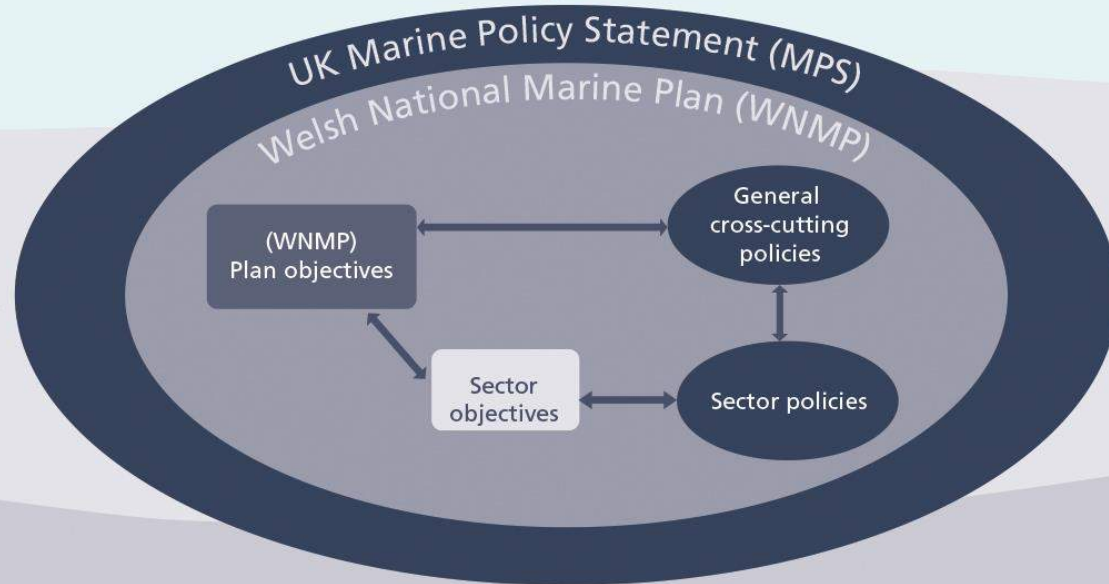 UK Marine Policy Statement (MPS)
Welsh National Marine Plan (WNMP)
(WNMP)
Plan objectives
General
cross-cutting
policies
Sector
objectives
Sector policies